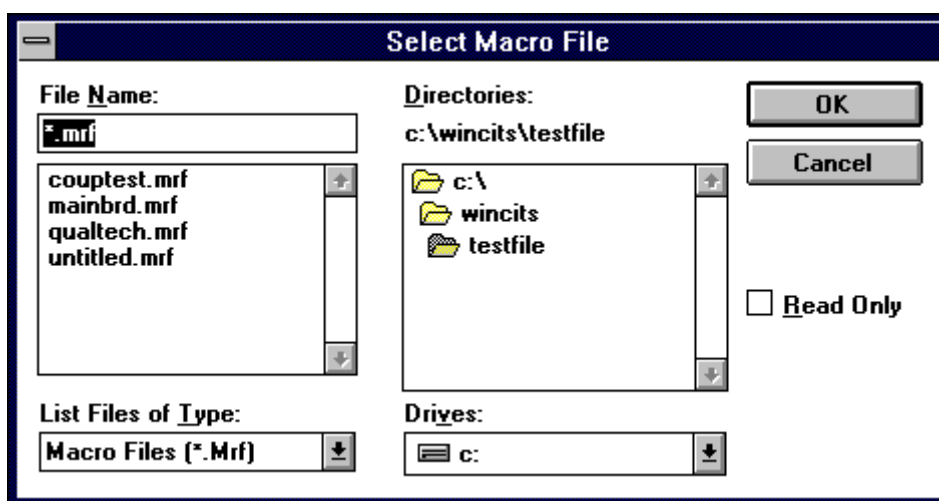 Select Macro File
File Name:
*.mrf
couptest.mrf
mainbrd.mrf
qualtech.mrf
untitled.mrf
List Files of Type:
Macro Files (*.Mrf)
Directories:
c:\wincits\testfile
c:\
wincits
testfile
Drives:
c:
OK
Cancel
Read Only